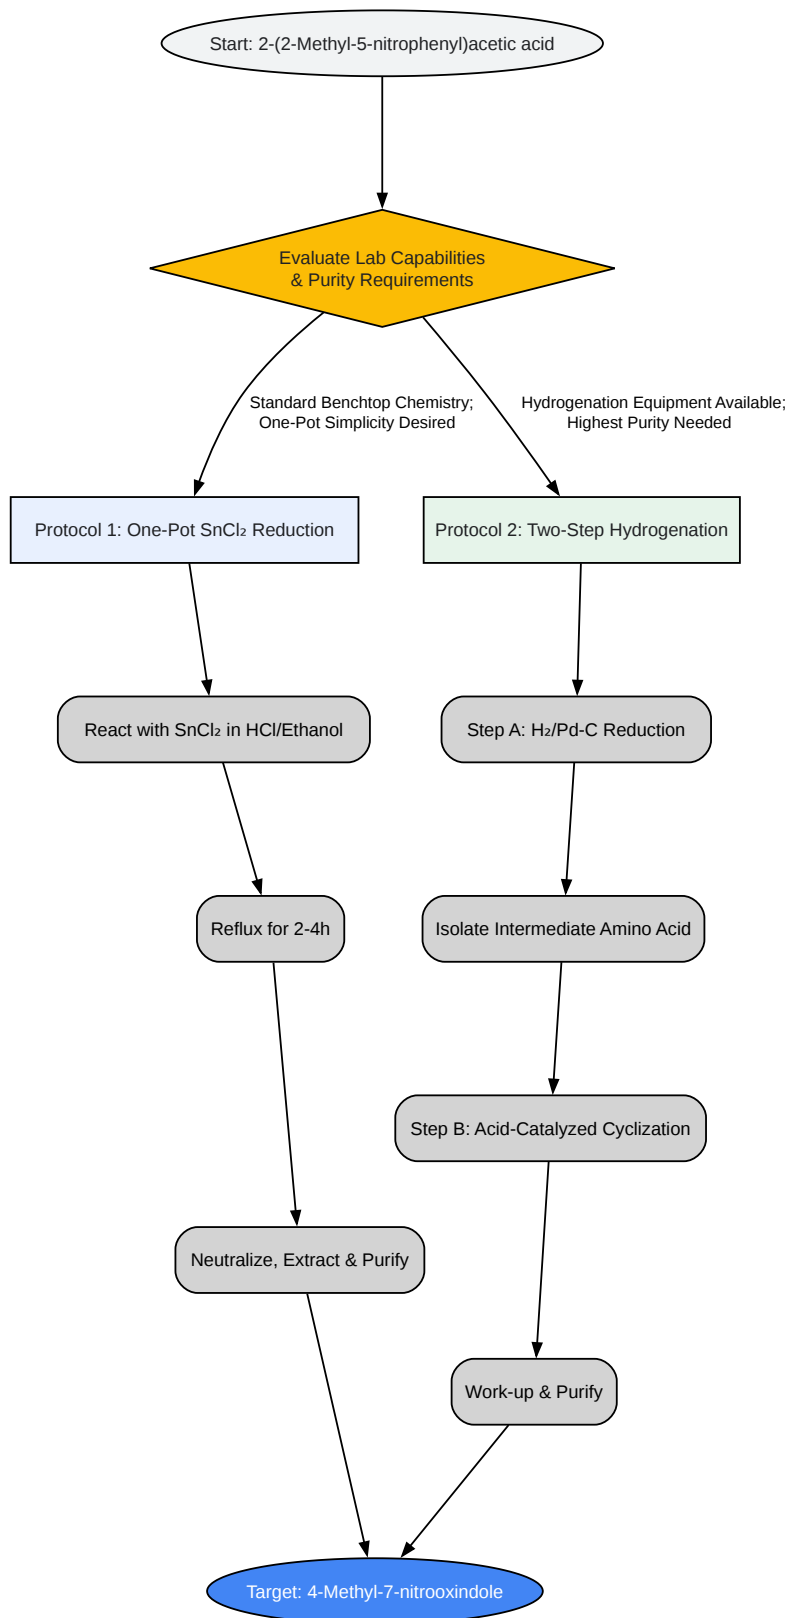 Start: 2-(2-Methyl-5-nitrophenyl)acetic acid
Evaluate Lab Capabilities
& Purity Requirements
Standard Benchtop Chemistry;
One-Pot Simplicity Desired
Hydrogenation Equipment Available;
Highest Purity Needed
Protocol 1: One-Pot SnCl₂ Reduction
Protocol 2: Two-Step Hydrogenation
React with SnCl₂ in HCl/Ethanol
Step A: H₂/Pd-C Reduction
Reflux for 2-4h
Isolate Intermediate Amino Acid
Step B: Acid-Catalyzed Cyclization
Neutralize, Extract & Purify
Work-up & Purify
Target: 4-Methyl-7-nitrooxindole